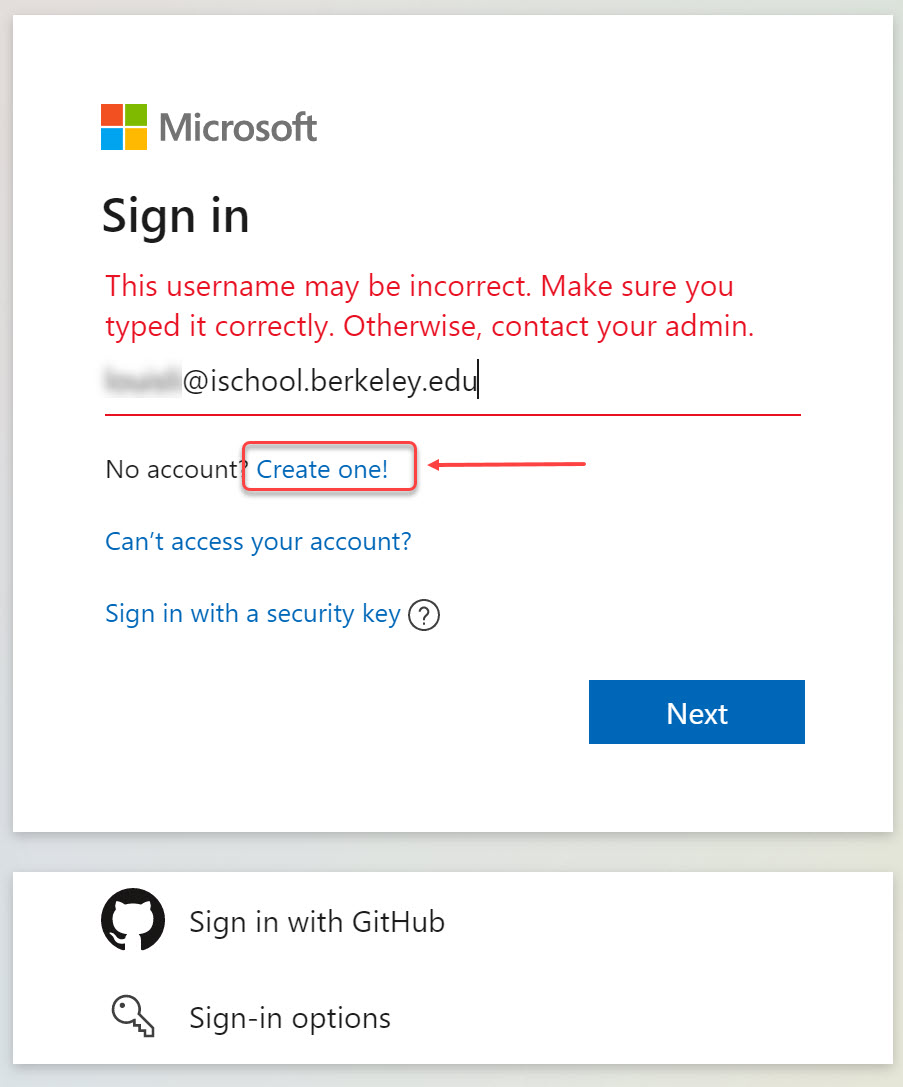 Microsoft
Sign in
This username may be incorrect. Make sure you
typed it correctly. Otherwise, contact your admin.
@ischool.berkeley.edu
No account? Create one!
Can’t access your account?
Sign in with a security key ?
Next
Sign in with GitHub
Sign-in options